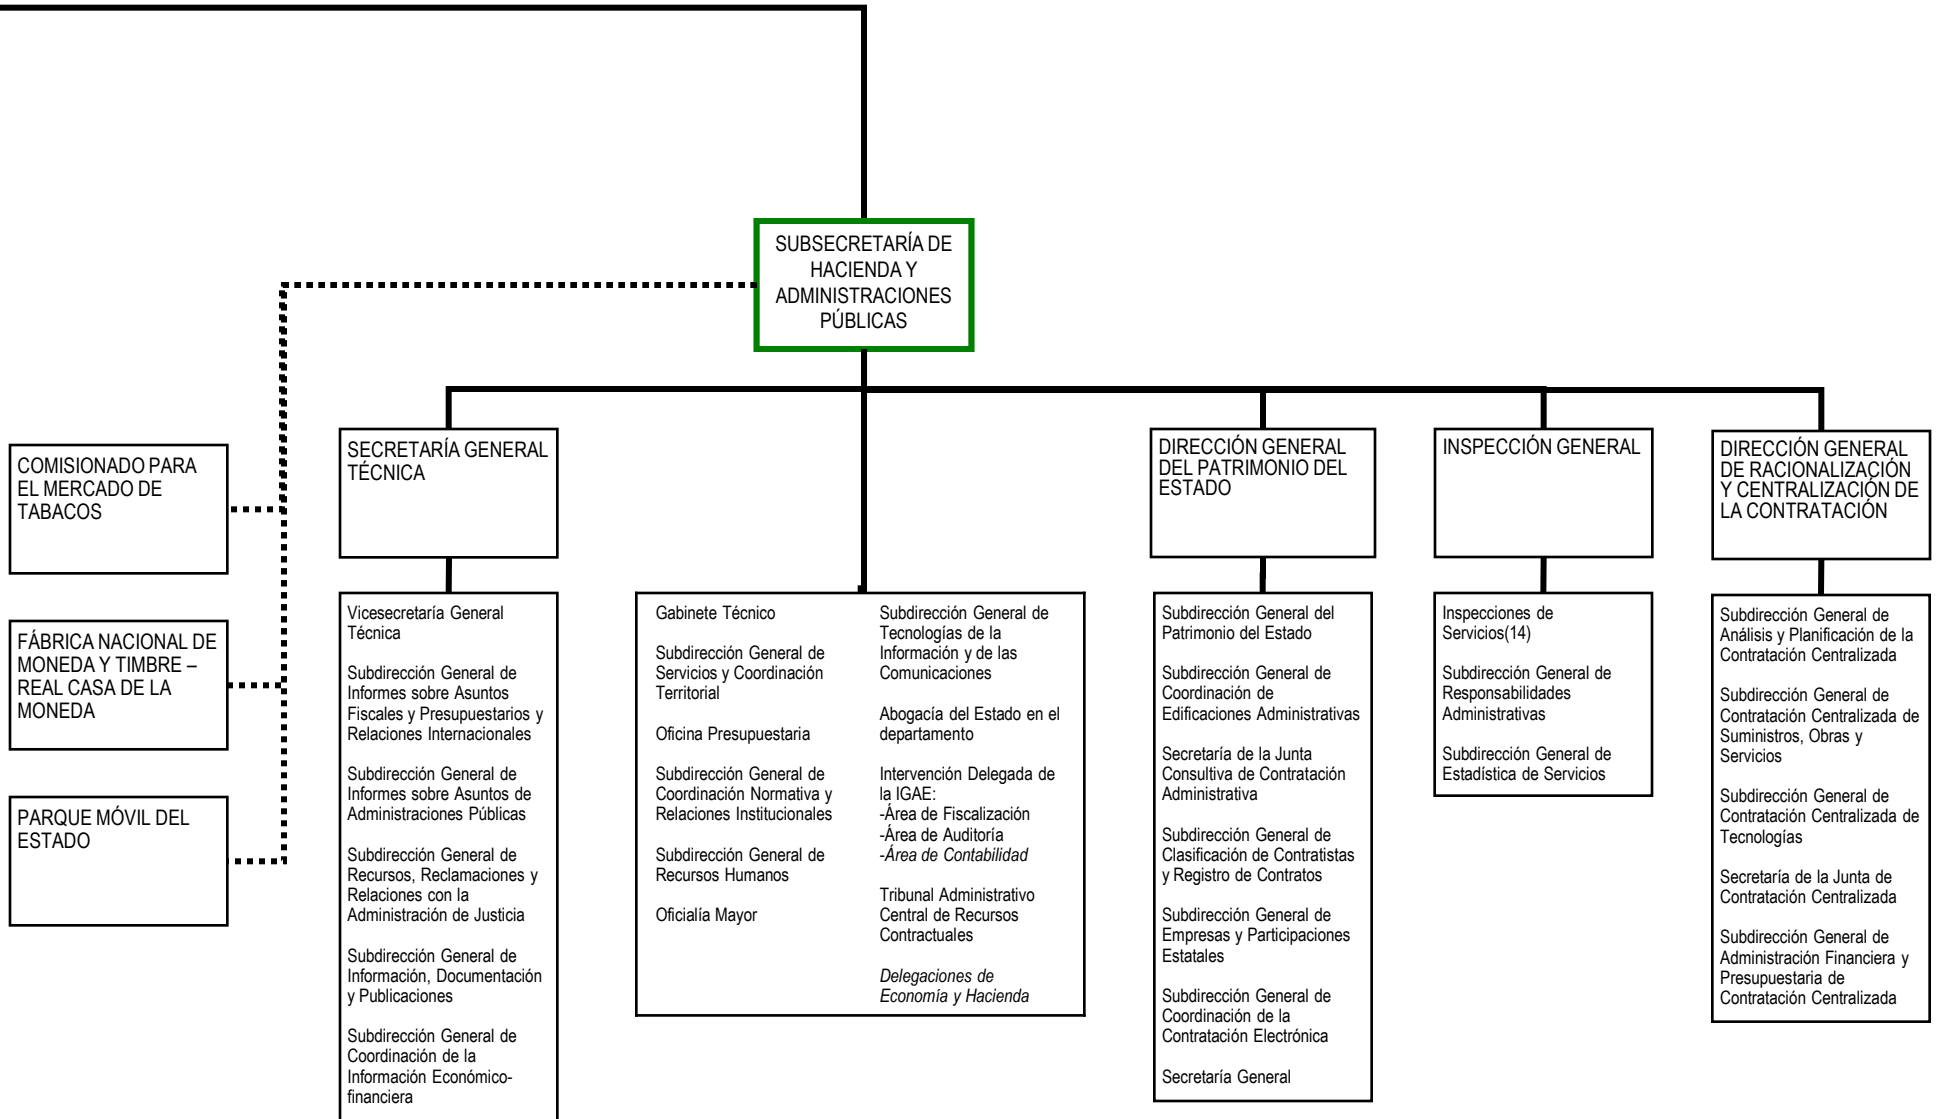 SUBSECRETARÍA DE
HACIENDA Y
ADMINISTRACIONES
PÚBLICAS
COMISIONADO PARA
EL MERCADO DE
TABACOS
FÁBRICA NACIONAL DE
MONEDA Y TIMBRE –
REAL CASA DE LA
MONEDA
PARQUE MÓVIL DEL
ESTADO
SECRETARÍA GENERAL
TÉCNICA
Vicesecretaría General
Técnica
Subdirección General de
Informes sobre Asuntos
Fiscales y Presupuestarios y
Relaciones Internacionales
Subdirección General de
Informes sobre Asuntos de
Administraciones Públicas
Subdirección General de
Recursos, Reclamaciones y
Relaciones con la
Administración de Justicia
Subdirección General de
Información, Documentación
y Publicaciones
Subdirección General de
Coordinación de la
Información Económico-
financiera
Gabinete Técnico
Subdirección General de
Servicios y Coordinación
Territorial
Oficina Presupuestaria
Subdirección General de
Coordinación Normativa y
Relaciones Institucionales
Subdirección General de
Recursos Humanos
Oficialía Mayor
Subdirección General de
Tecnologías de la
Información y de las
Comunicaciones
Abogacía del Estado en el
departamento
Intervención Delegada de
la IGAE:
-Área de Fiscalización
-Área de Auditoría
-Área de Contabilidad
Tribunal Administrativo
Central de Recursos
Contractuales
Delegaciones de
Economía y Hacienda
DIRECCIÓN GENERAL
DEL PATRIMONIO DEL
ESTADO
Subdirección General del
Patrimonio del Estado
Subdirección General de
Coordinación de
Edificaciones Administrativas
Secretaría de la Junta
Consultiva de Contratación
Administrativa
Subdirección General de
Clasificación de Contratistas
y Registro de Contratos
Subdirección General de
Empresas y Participaciones
Estatales
Subdirección General de
Coordinación de la
Contratación Electrónica
Secretaría General
INSPECCIÓN GENERAL
Inspecciones de
Servicios(14)
Subdirección General de
Responsabilidades
Administrativas
Subdirección General de
Estadística de Servicios
DIRECCIÓN GENERAL
DE RACIONALIZACIÓN
Y CENTRALIZACIÓN DE
LA CONTRATACIÓN
Subdirección General de
Análisis y Planificación de la
Contratación Centralizada
Subdirección General de
Contratación Centralizada de
Suministros, Obras y
Servicios
Subdirección General de
Contratación Centralizada de
Tecnologías
Secretaría de la Junta de
Contratación Centralizada
Subdirección General de
Administración Financiera y
Presupuestaria de
Contratación Centralizada